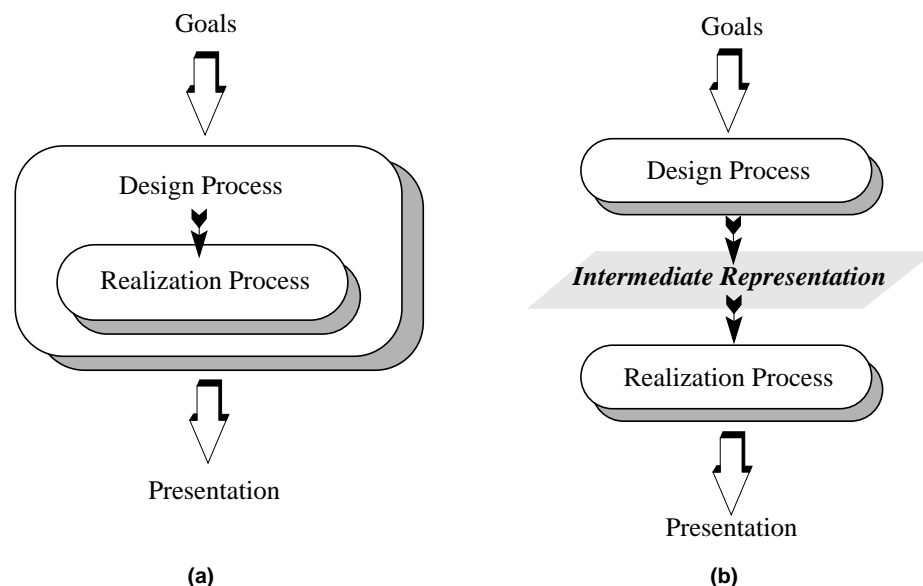 Goals
Design Process
Realization Process
Presentation
(a)
Goals
Design Process
Intermediate Representation
Realization Process
Presentation
(b)